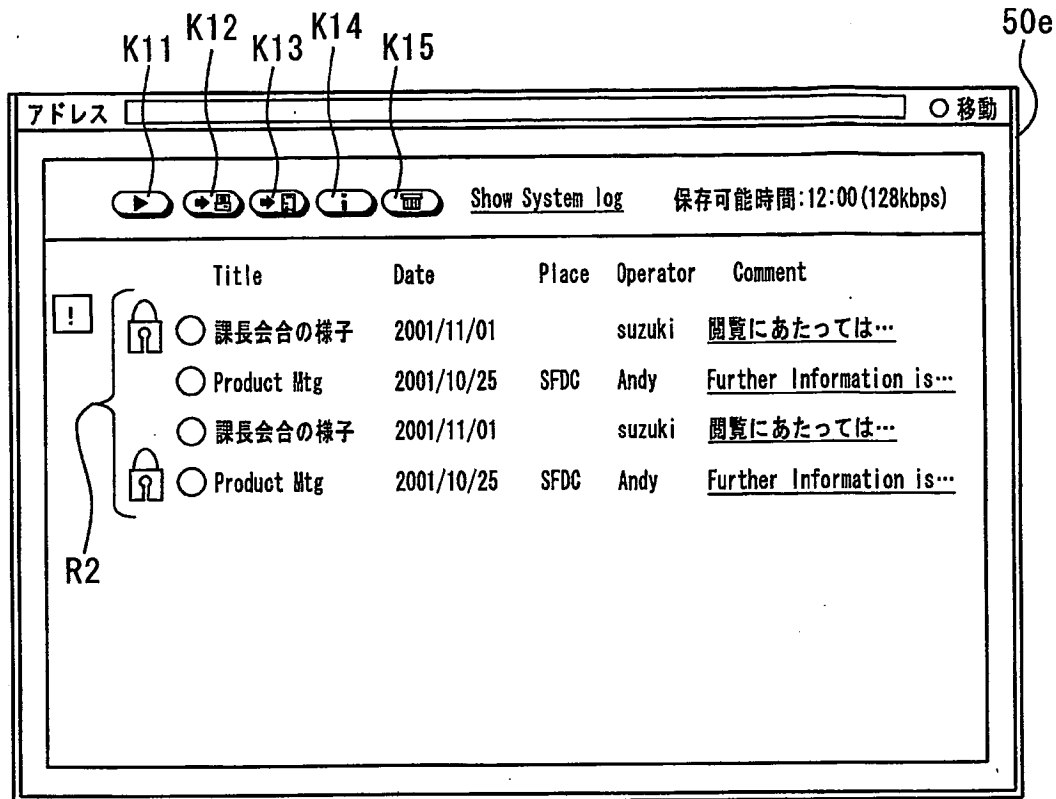 K11 K12 K13 K14 K15 50e
アドレス 移動
i Show System log 保存可能時間:12:00(128kbps)
Title Date Place Operator Comment
! 課長会合の様子 2001/11/01 suzuki 閲覧にあたっては…
Product Mtg 2001/10/25 SFDC Andy Further Information is…
課長会合の様子 2001/11/01 suzuki 閲覧にあたっては…
Product Mtg 2001/10/25 SFDC Andy Further Information is…
R2